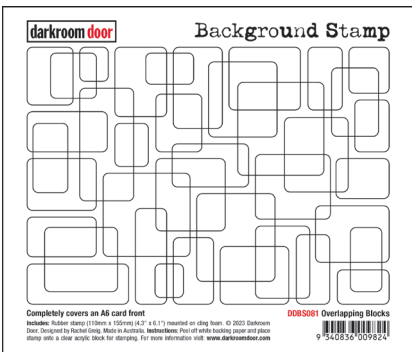 darkroom door
Background Stamp
Completely covers an A6 card front
DDBS081 Overlapping Blocks
Includes: Rubber stamp (110mm x 155mm) (4.3" x 6.1") mounted on cling foam. © 2023 Darkroom
Door. Designed by Rachel Greig. Made in Australia. Instructions: Peel off white backing paper and place
stamp onto a clear acrylic block for stamping. For more information visit: www.darkroomdoor.com
9 340836 009824